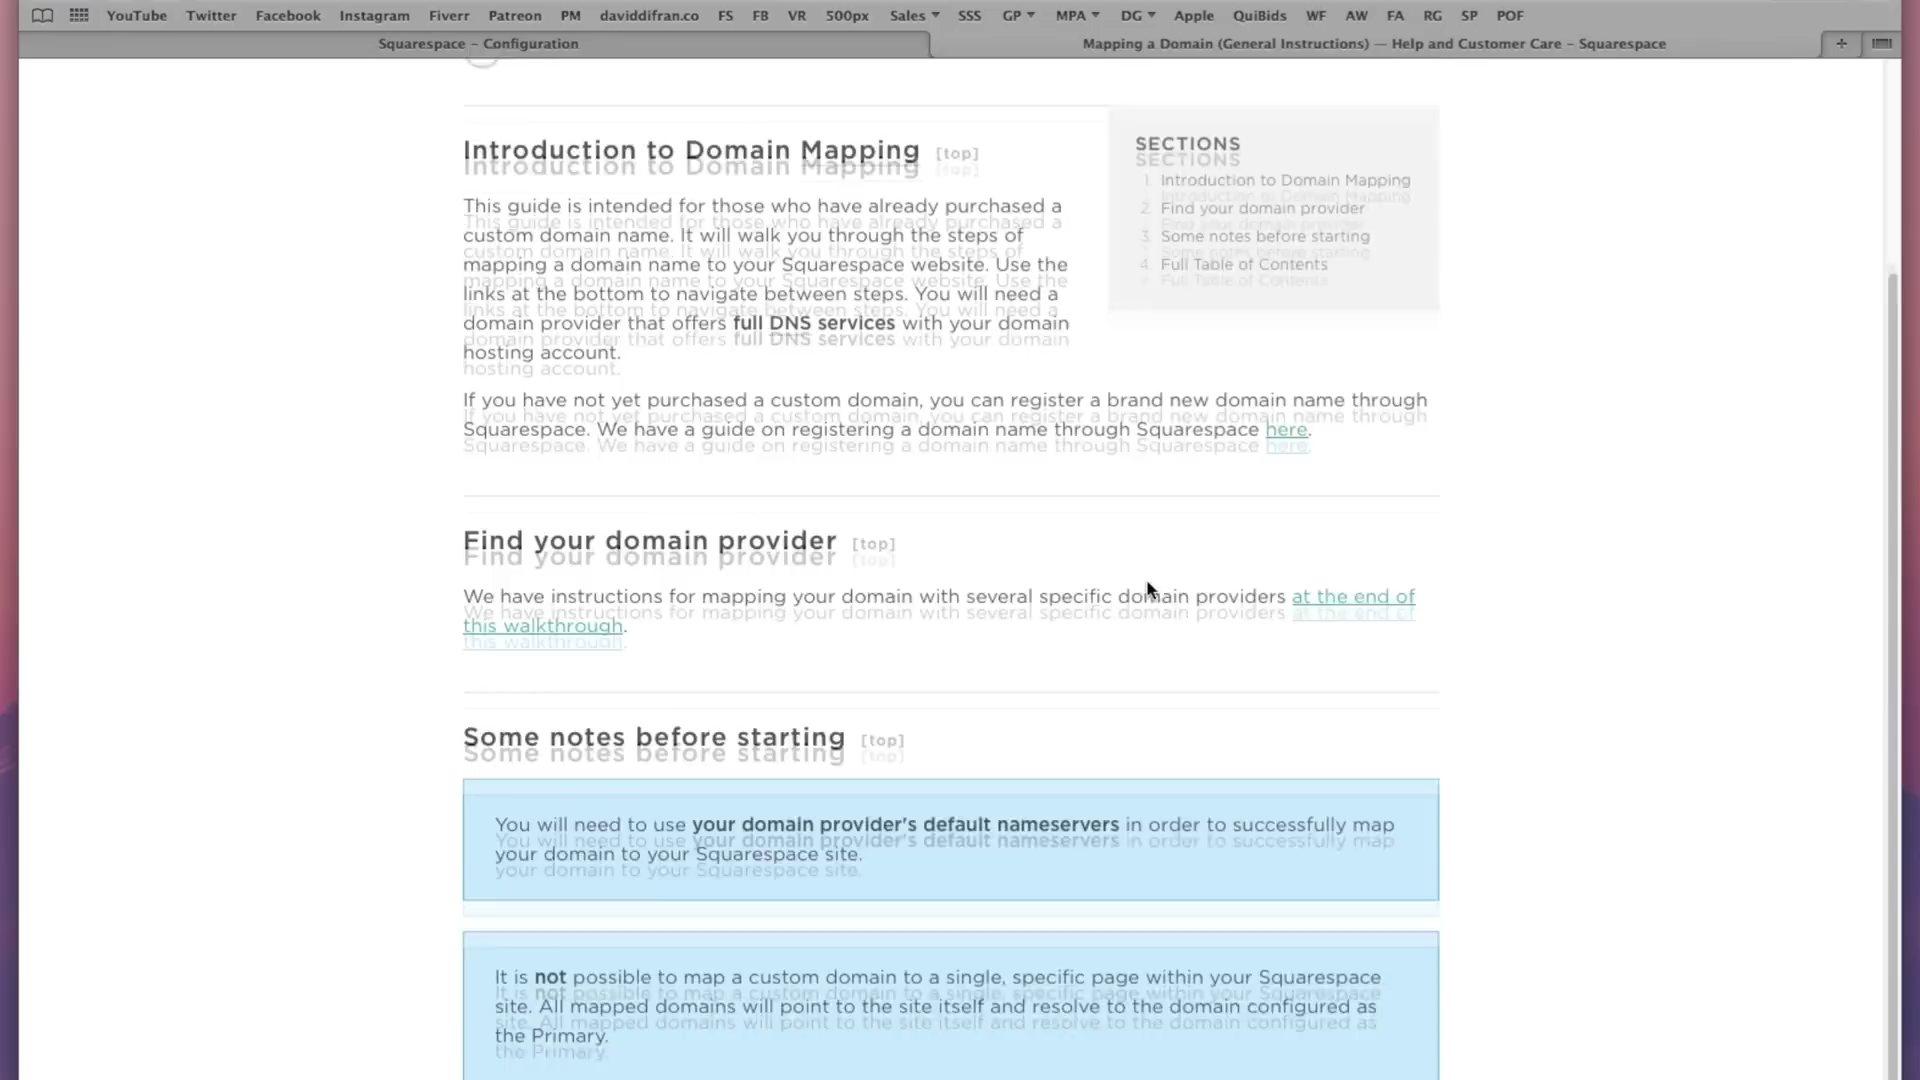 YouTube Twitter Facebook Instagram Fiverr Patreon PM daviddifran.co FS FB VR 500px Sales SSS GP MPA DG Apple QuiBids WF AW FA RG SP POF
Squarespace – Configuration
Mapping a Domain (General Instructions) — Help and Customer Care – Squarespace
Introduction to Domain Mapping [top]
This guide is intended for those who have already purchased a
custom domain name. It will walk you through the steps of
mapping a domain name to your Squarespace website. Use the
links at the bottom to navigate between steps. You will need a
domain provider that offers full DNS services with your domain
hosting account.
SECTIONS
1. Introduction to Domain Mapping
2. Find your domain provider
3. Some notes before starting
4. Full Table of Contents
If you have not yet purchased a custom domain, you can register a brand new domain name through
Squarespace. We have a guide on registering a domain name through Squarespace here.
Find your domain provider [top]
We have instructions for mapping your domain with several specific domain providers at the end of
this walkthrough.
Some notes before starting [top]
You will need to use your domain provider's default nameservers in order to successfully map
your domain to your Squarespace site.
It is not possible to map a custom domain to a single, specific page within your Squarespace
site. All mapped domains will point to the site itself and resolve to the domain configured as
the Primary.